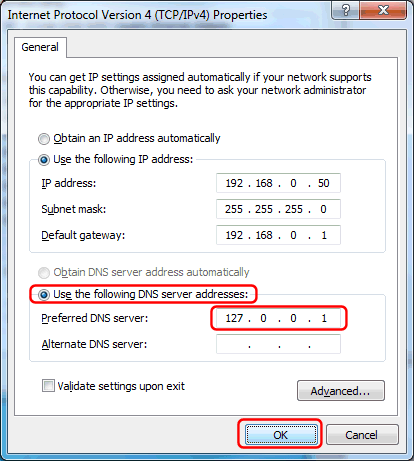 Internet Protocol Version 4 (TCP/IPv4) Properties
General
You can get IP settings assigned automatically if your network supports
this capability. Otherwise, you need to ask your network administrator
for the appropriate IP settings.
Obtain an IP address automatically
Use the following IP address:
IP address: 192 . 168 . 0 . 50
Subnet mask: 255 . 255 . 255 . 0
Default gateway: 192 . 168 . 0 . 1
Obtain DNS server address automatically
Use the following DNS server addresses:
Preferred DNS server: 127 . 0 . 0 . 1
Alternate DNS server: . . .
Validate settings upon exit
Advanced...
OK Cancel